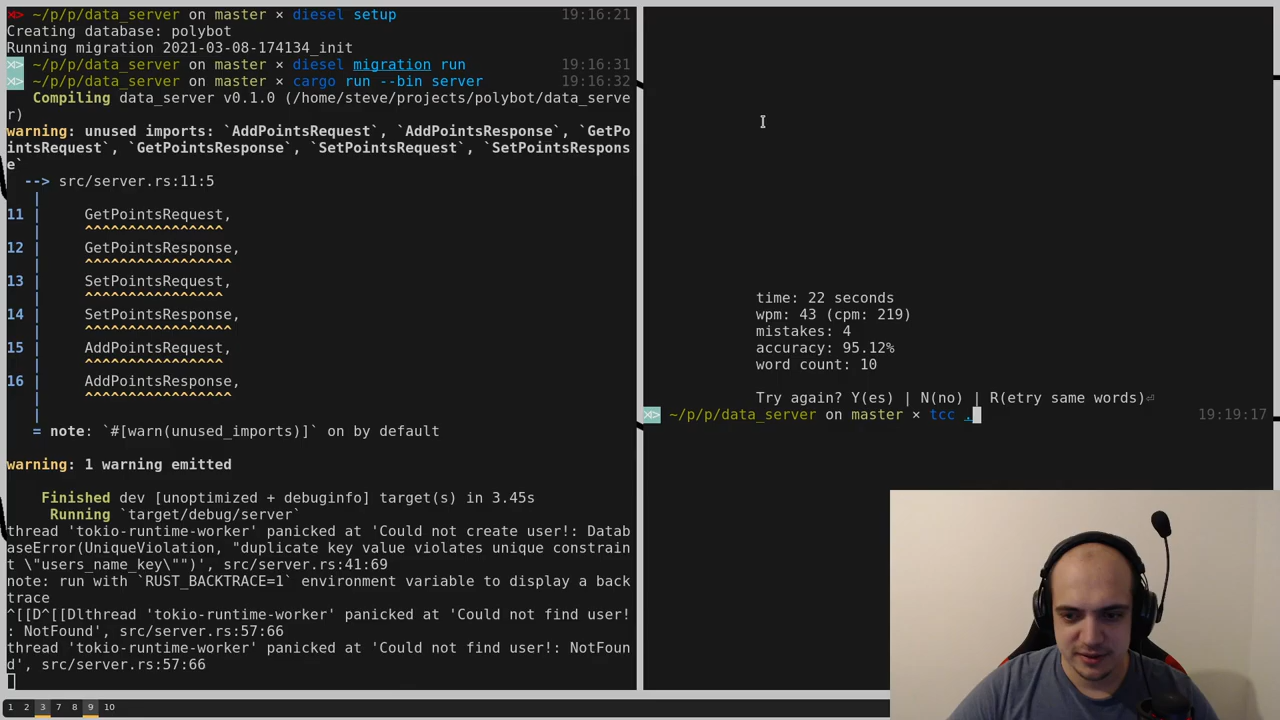 ×> ~/p/p/data_server on master × diesel setup 19:16:21
Creating database: polybot
Running migration 2021-03-08-174134_init
×> ~/p/p/data_server on master × diesel migration run 19:16:31
×> ~/p/p/data_server on master × cargo run --bin server 19:16:32
   Compiling data_server v0.1.0 (/home/steve/projects/polybot/data_serve
r)
warning: unused imports: `AddPointsRequest`, `AddPointsResponse`, `GetPo
intsRequest`, `GetPointsResponse`, `SetPointsRequest`, `SetPointsRespons
e`
  --> src/server.rs:11:5
   |
11 |     GetPointsRequest,
   |     ^^^^^^^^^^^^^^^^
12 |     GetPointsResponse,
   |     ^^^^^^^^^^^^^^^^^
13 |     SetPointsRequest,
   |     ^^^^^^^^^^^^^^^^
14 |     SetPointsResponse,
   |     ^^^^^^^^^^^^^^^^^
15 |     AddPointsRequest,
   |     ^^^^^^^^^^^^^^^^
16 |     AddPointsResponse,
   |     ^^^^^^^^^^^^^^^^^
   |
   = note: `#[warn(unused_imports)]` on by default
warning: 1 warning emitted
    Finished dev [unoptimized + debuginfo] target(s) in 3.45s
     Running `target/debug/server`
thread 'tokio-runtime-worker' panicked at 'Could not create user!: Datab
aseError(UniqueViolation, "duplicate key value violates unique constrain
t \"users_name_key\"")', src/server.rs:41:69
note: run with `RUST_BACKTRACE=1` environment variable to display a back
trace
^[[D^[[Dlthread 'tokio-runtime-worker' panicked at 'Could not find user!
: NotFound', src/server.rs:57:66
thread 'tokio-runtime-worker' panicked at 'Could not find user!: NotFoun
d', src/server.rs:57:66
time: 22 seconds
wpm: 43 (cpm: 219)
mistakes: 4
accuracy: 95.12%
word count: 10
Try again? Y(es) | N(no) | R(etry same words)⏎
×> ~/p/p/data_server on master × tcc . 19:19:17
1 2 3 7 8 9 10